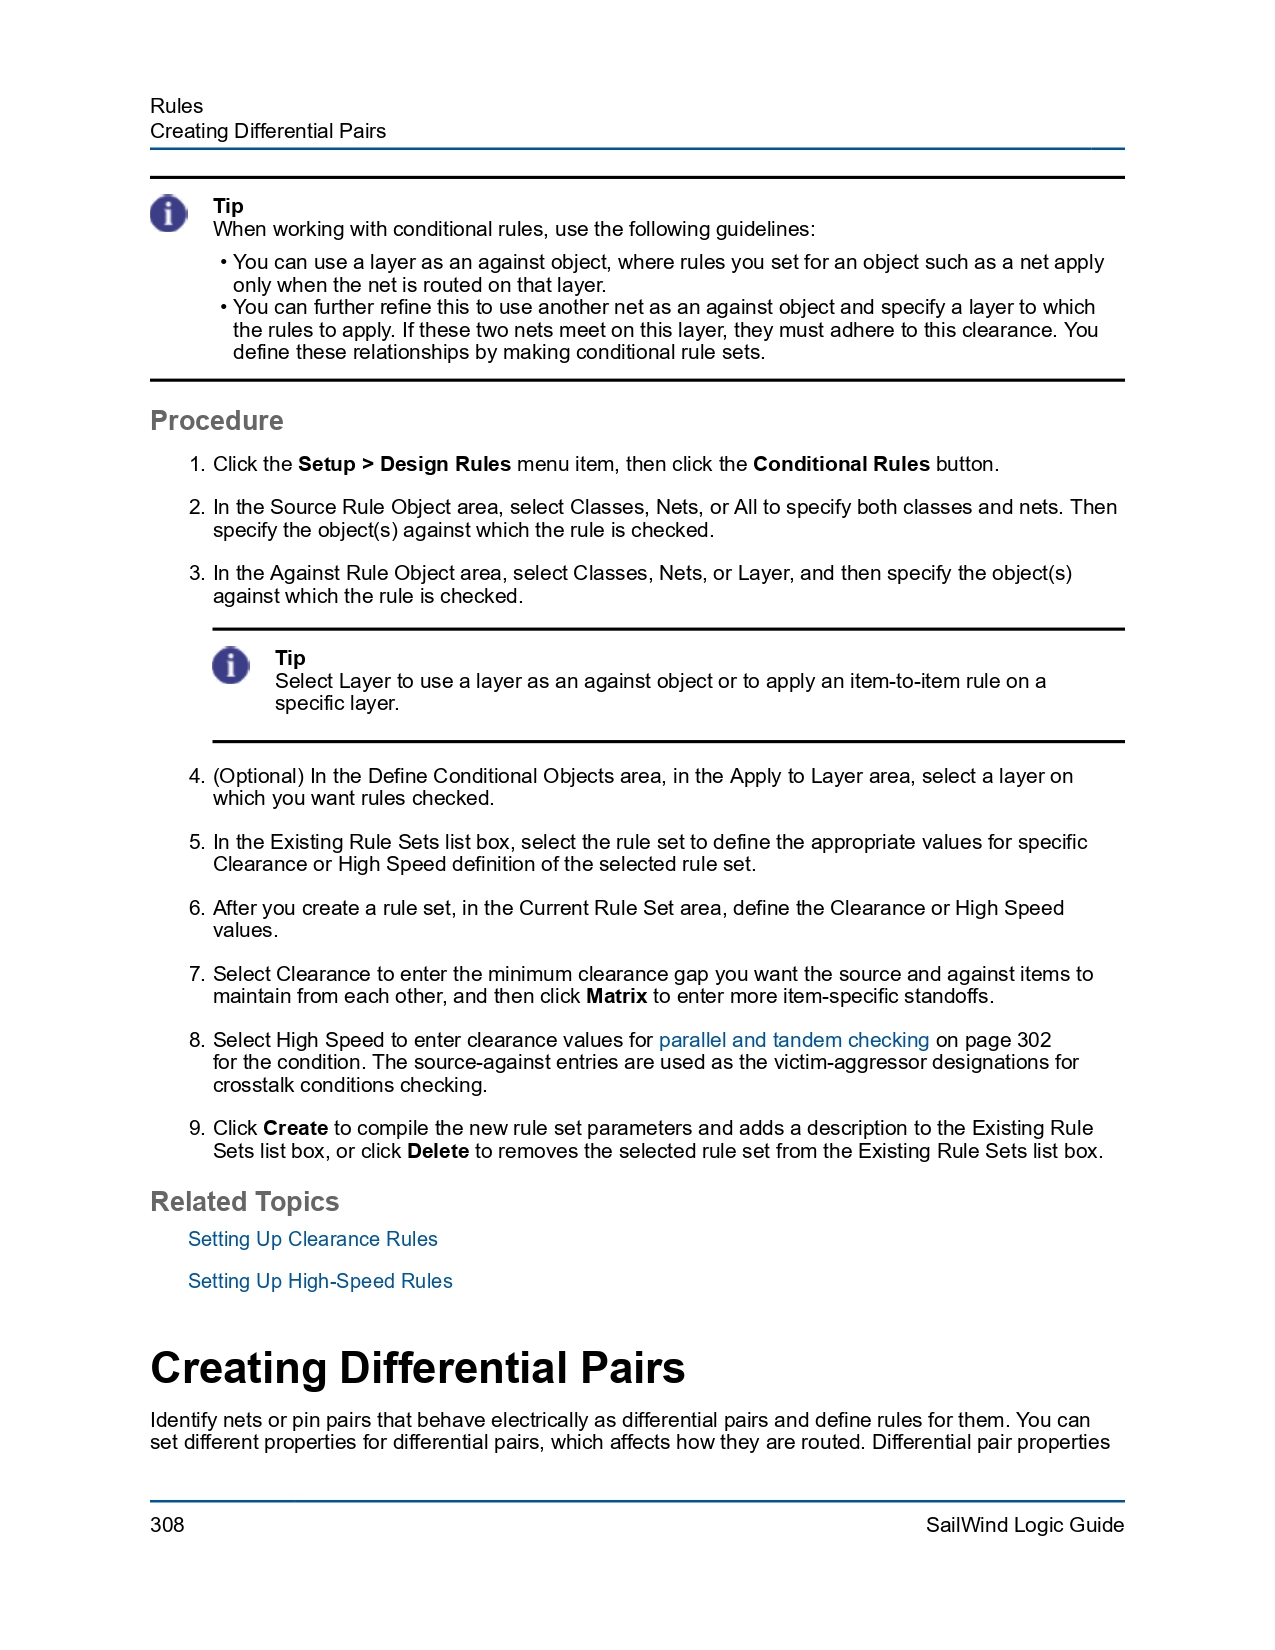 Rules
Creating Differential Pairs
Tip
When working with conditional rules, use the following guidelines:
• You can use a layer as an against object, where rules you set for an object such as a net apply
only when the net is routed on that layer.
• You can further refine this to use another net as an against object and specify a layer to which
the rules to apply. If these two nets meet on this layer, they must adhere to this clearance. You
define these relationships by making conditional rule sets.
Procedure
1. Click the Setup > Design Rules menu item, then click the Conditional Rules button.
2. In the Source Rule Object area, select Classes, Nets, or All to specify both classes and nets. Then
specify the object(s) against which the rule is checked.
3. In the Against Rule Object area, select Classes, Nets, or Layer, and then specify the object(s)
against which the rule is checked.
Tip
Select Layer to use a layer as an against object or to apply an item-to-item rule on a
specific layer.
4. (Optional) In the Define Conditional Objects area, in the Apply to Layer area, select a layer on
which you want rules checked.
5. In the Existing Rule Sets list box, select the rule set to define the appropriate values for specific
Clearance or High Speed definition of the selected rule set.
6. After you create a rule set, in the Current Rule Set area, define the Clearance or High Speed
values.
7. Select Clearance to enter the minimum clearance gap you want the source and against items to
maintain from each other, and then click Matrix to enter more item-specific standoffs.
8. Select High Speed to enter clearance values for parallel and tandem checking on page 302
for the condition. The source-against entries are used as the victim-aggressor designations for
crosstalk conditions checking.
9. Click Create to compile the new rule set parameters and adds a description to the Existing Rule
Sets list box, or click Delete to removes the selected rule set from the Existing Rule Sets list box.
Related Topics
Setting Up Clearance Rules
Setting Up High-Speed Rules
Creating Differential Pairs
Identify nets or pin pairs that behave electrically as differential pairs and define rules for them. You can
set different properties for differential pairs, which affects how they are routed. Differential pair properties
308
SailWind Logic Guide